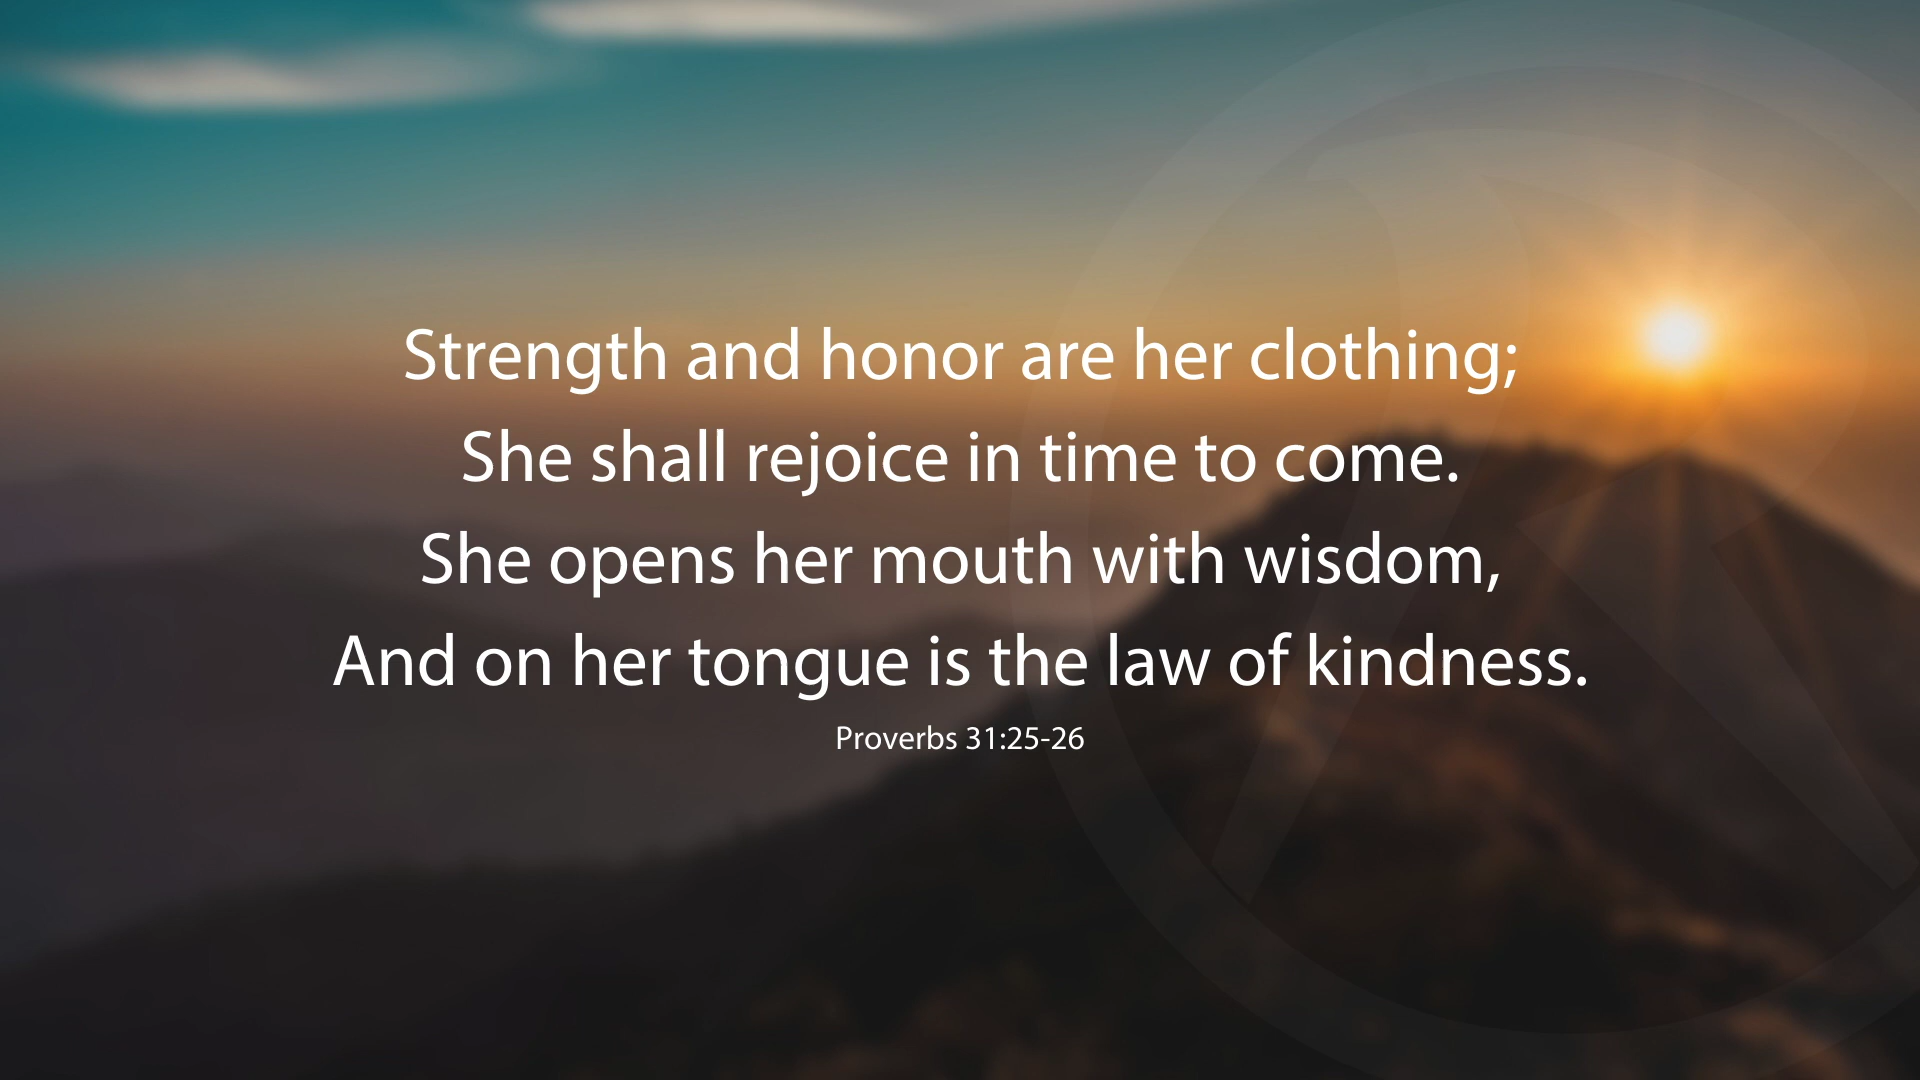 Strength and honor are her clothing;
She shall rejoice in time to come.
She opens her mouth with wisdom,
And on her tongue is the law of kindness.
Proverbs 31:25-26